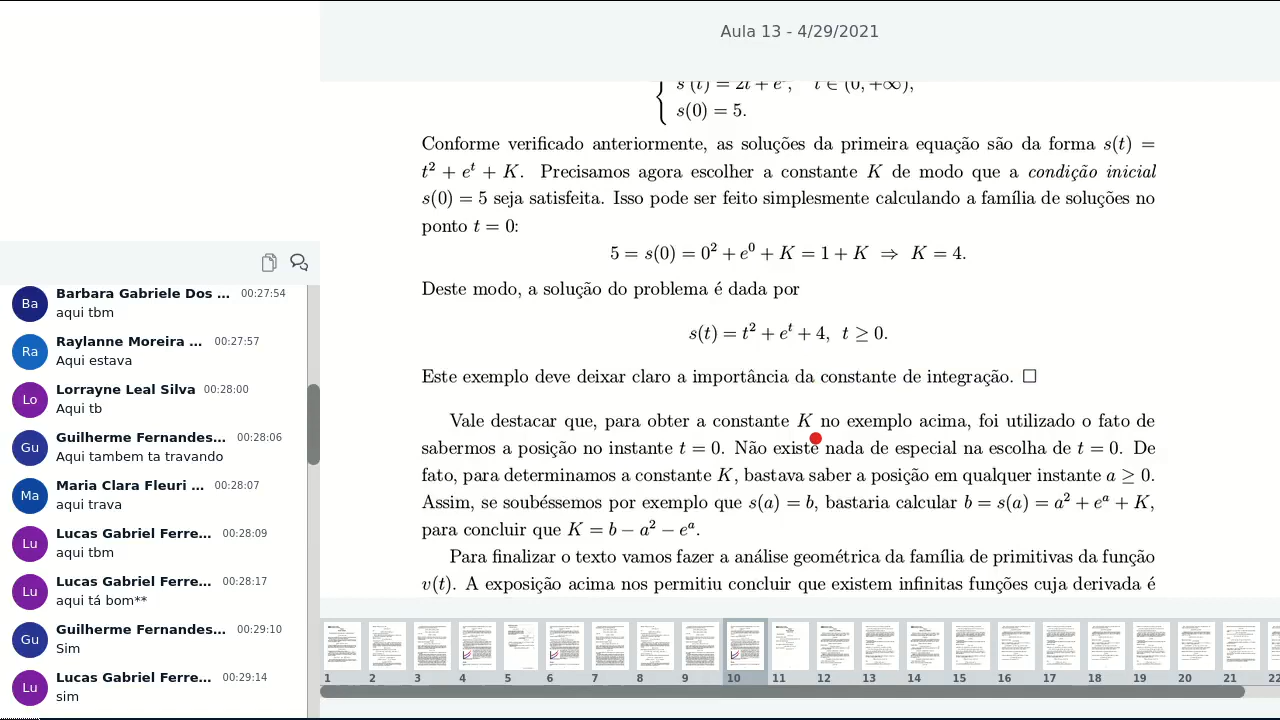 Aula 13 - 4/29/2021
s'(t) = 2t + e^t, t ∈ (0, +∞),
s(0) = 5.
Conforme verificado anteriormente, as soluções da primeira equação são da forma s(t) =
t² + e^t + K. Precisamos agora escolher a constante K de modo que a condição inicial
s(0) = 5 seja satisfeita. Isso pode ser feito simplesmente calculando a família de soluções no
ponto t = 0:
5 = s(0) = 0² + e⁰ + K = 1 + K ⇒ K = 4.
Deste modo, a solução do problema é dada por
s(t) = t² + e^t + 4, t ≥ 0.
Este exemplo deve deixar claro a importância da constante de integração. □
Vale destacar que, para obter a constante K no exemplo acima, foi utilizado o fato de
sabermos a posição no instante t = 0. Não existe nada de especial na escolha de t = 0. De
fato, para determinamos a constante K, bastava saber a posição em qualquer instante a ≥ 0.
Assim, se soubéssemos por exemplo que s(a) = b, bastaria calcular b = s(a) = a² + e^a + K,
para concluir que K = b − a² − e^a.
Para finalizar o texto vamos fazer a análise geométrica da família de primitivas da função
v(t). A exposição acima nos permitiu concluir que existem infinitas funções cuja derivada é
Ba Barbara Gabriele Dos ... 00:27:54
aqui tbm
Ra Raylanne Moreira ... 00:27:57
Aqui estava
Lo Lorrayne Leal Silva 00:28:00
Aqui tb
Gu Guilherme Fernandes... 00:28:06
Aqui tambem ta travando
Ma Maria Clara Fleuri ... 00:28:07
aqui trava
Lu Lucas Gabriel Ferre... 00:28:09
aqui tbm
Lu Lucas Gabriel Ferre... 00:28:17
aqui tá bom**
Gu Guilherme Fernandes... 00:29:10
Sim
Lu Lucas Gabriel Ferre... 00:29:14
sim
1 2 3 4 5 6 7 8 9 10 11 12 13 14 15 16 17 18 19 20 21 22